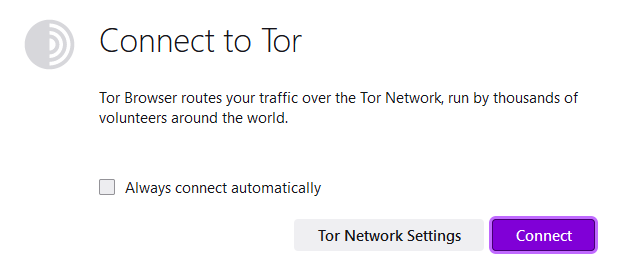 Connect to Tor
Tor Browser routes your traffic over the Tor Network, run by thousands of
volunteers around the world.
Always connect automatically
Tor Network Settings
Connect